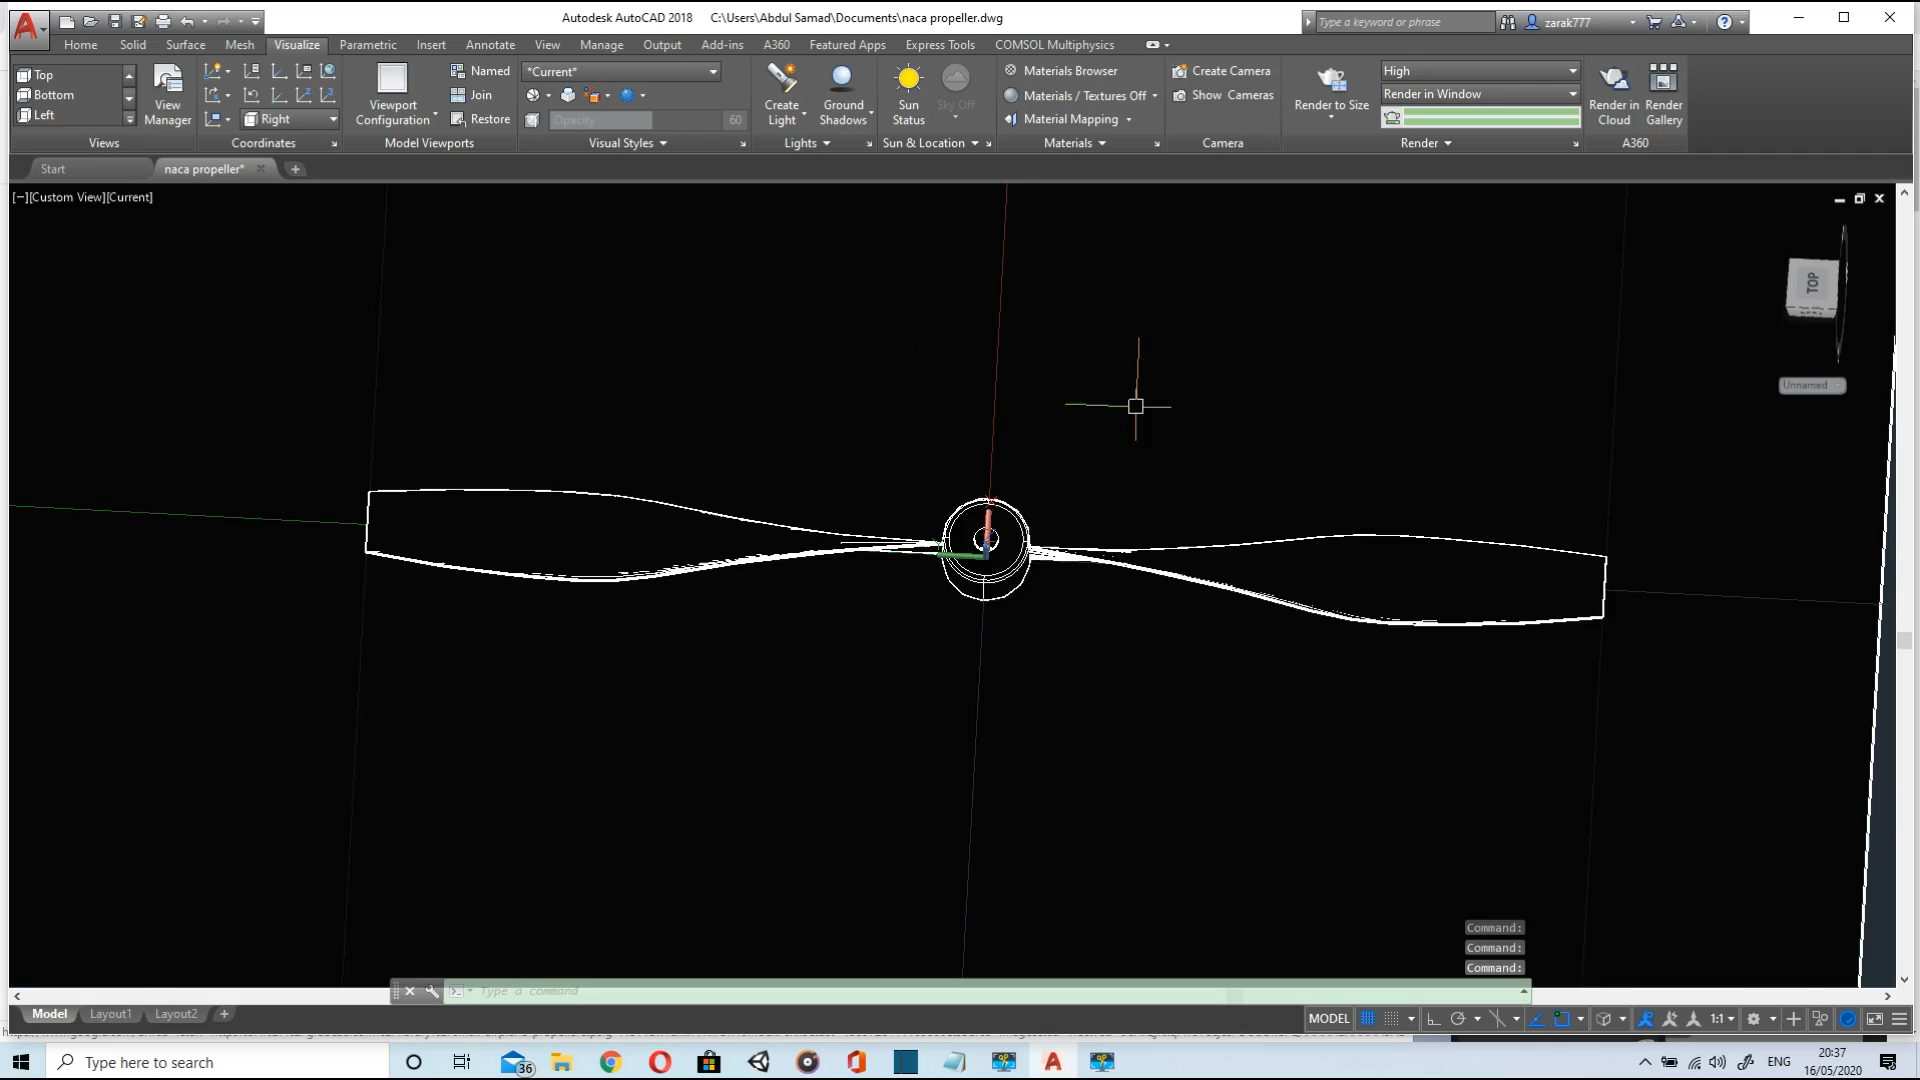 Autodesk AutoCAD 2018 C:\Users\Abdul Samad\Documents\naca propeller.dwg
Type a keyword or phrase
zarak777
Home Solid Surface Mesh Visualize Parametric Insert Annotate View Manage Output Add-ins A360 Featured Apps Express Tools COMSOL Multiphysics
Top
Bottom
Left
View
Manager
Right
Viewport
Configuration
Named
Join
Restore
*Current*
Opacity 60
Create
Light
Ground
Shadows
Sun
Status
Sky Off
Materials Browser
Materials / Textures Off
Material Mapping
Create Camera
Show Cameras
Render to Size
High
Render in Window
Render in
Cloud
Render
Gallery
Views Coordinates Model Viewports Visual Styles Lights Sun & Location Materials Camera Render A360
Start naca propeller*
[−][Custom View][Current]
TOP
Unnamed
Command:
Command:
Command:
Type a command
Model Layout1 Layout2
MODEL 1:1
Type here to search
36
ENG
20:37
16/05/2020